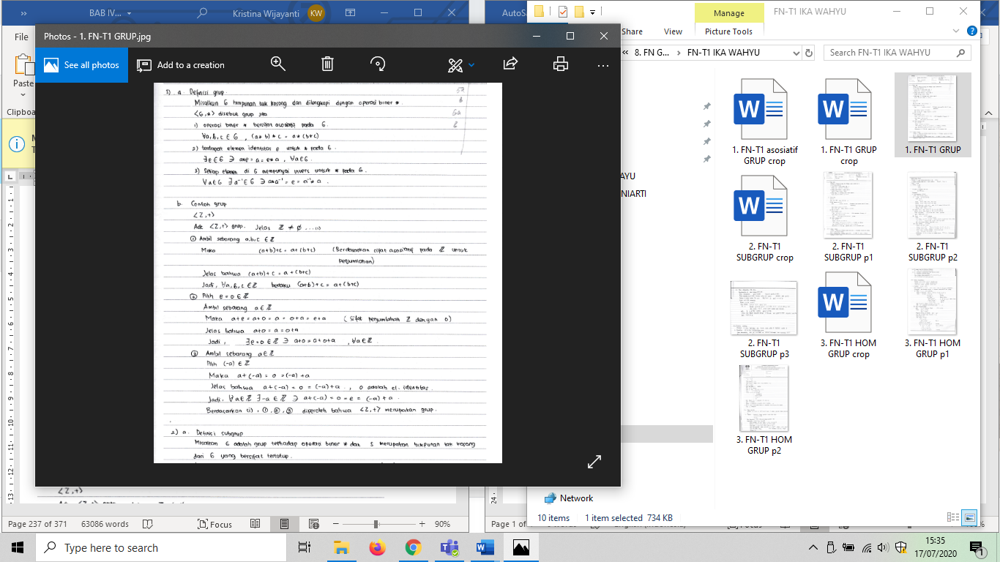 BAB IV...
Kristina Wijayanti
KW
File
Paste
Clipboa
Photos - 1. FN-T1 GRUP.jpg
See all photos
Add to a creation
1). a. Definisi grup.
Misalkan G himpunan tak kosong dan dilengkapi dengan operasi biner *
<G,*> disebut grup jika
1) operasi biner * bersifat asosiatif pada G.
∀a,b,c ∈ G , (a*b)*c = a*(b*c)
2) terdapat elemen identitas e untuk * pada G.
∃e∈G ∋ a*e = a = e*a , ∀a∈G.
3) Setiap elemen di G mempunyai invers untuk * pada G.
∀a∈G ∃a⁻¹∈G ∋ a*a⁻¹ = e = a⁻¹*a .
b. Contoh grup
<Z,+>
Adt <Z,+> grup. Jelas Z ≠ ∅ ......
① Ambil sebarang a,b,c ∈ Z
Maka (a+b)+c = a+(b+c) (Berdasarkan sifat asosiatif pada Z untuk
penjumlahan)
Jelas bahwa (a+b)+c = a+(b+c)
Jadi, ∀a,b,c∈Z berlaku (a+b)+c = a+(b+c)
② Pilih e=0∈Z
Ambil sebarang a∈Z
Maka a+e = a+0 = a = 0+a = e+a (sifat penjumlahan Z dengan 0)
Jelas bahwa a+0 = a = 0+a
Jadi, ∃e=0∈Z ∋ a+0 = a = 0+a , ∀a∈Z.
③ Ambil sebarang a∈Z
Pilih (-a) ∈ Z
Maka a+(-a) = 0 = (-a)+a
Jelas bahwa a+(-a) = 0 = (-a)+a ., 0 adalah el. identitas.
Jadi, ∀a∈Z ∃-a∈Z ∋ a+(-a) = 0 = e = (-a)+a .
Berdasarkan (i), ①, ②, ③ diperoleh bahwa <Z,+> merupakan grup.
2) a. Definisi subgrup
Misalkan G adalah grup terhadap operasi biner * dan S merupakan himpunan tak kosong
dari G yang bersifat tertutup.
<Z,+>
Page 237 of 371
63086 words
Focus
90%
AutoSa
Manage
FN-T1 IKA WAHYU
Share
View
Picture Tools
« 8. FN G... > FN-T1 IKA WAHYU
Search FN-T1 IKA WAHYU
AYU
NIARTI
1. FN-T1 asosiatif GRUP crop
1. FN-T1 GRUP crop
1. FN-T1 GRUP
2. FN-T1 SUBGRUP crop
2. FN-T1 SUBGRUP p1
2. FN-T1 SUBGRUP p2
2. FN-T1 SUBGRUP p3
3. FN-T1 HOM GRUP crop
3. FN-T1 HOM GRUP p1
3. FN-T1 HOM GRUP p2
Network
10 items
1 item selected 734 KB
Page 1 of
Type here to search
15:35
17/07/2020
1